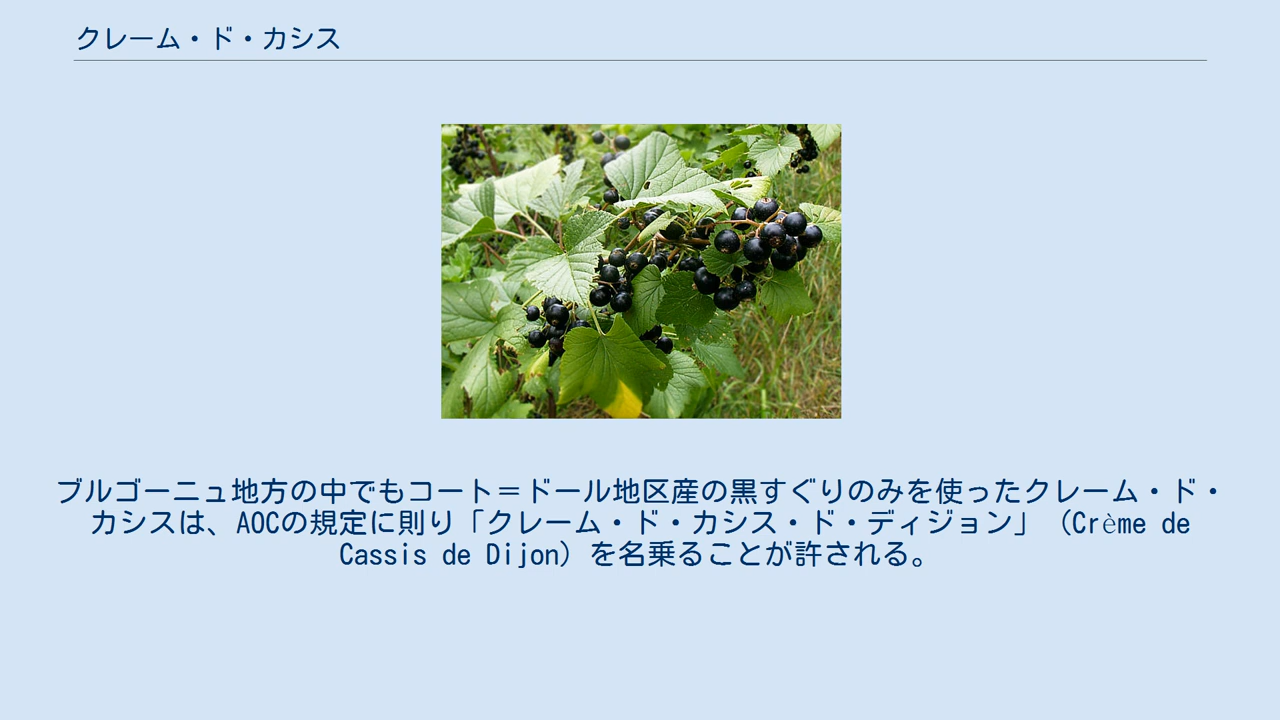 クレーム・ド・カシス
ブルゴーニュ地方の中でもコート＝ドール地区産の黒すぐりのみを使ったクレーム・ド・
カシスは、AOCの規定に則り「クレーム・ド・カシス・ド・ディジョン」（Crème de
Cassis de Dijon）を名乗ることが許される。